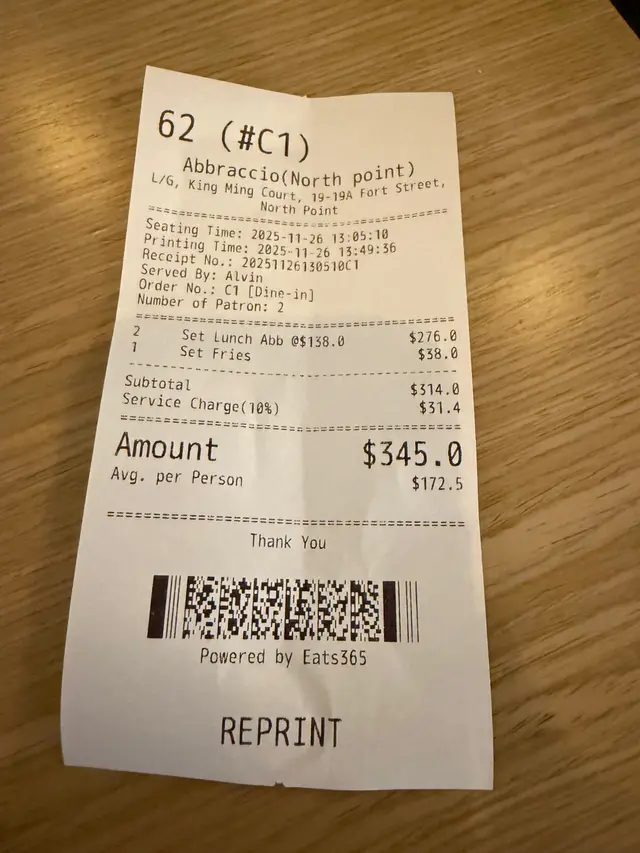 62 (#C1)
Abbraccio(North point)
L/G, King Ming Court, 19-19A Fort Street,
North Point
Seating Time: 2025-11-26 13:05:10
Printing Time: 2025-11-26 13:49:36
Receipt No.: 20251126130510C1
Served By: Alvin
Order No.: C1 [Dine-in]
Number of Patron: 2
2 Set Lunch Abb @$138.0 $276.0
1 Set Fries $38.0
Subtotal $314.0
Service Charge(10%) $31.4
Amount $345.0
Avg. per Person $172.5
Thank You
Powered by Eats365
REPRINT